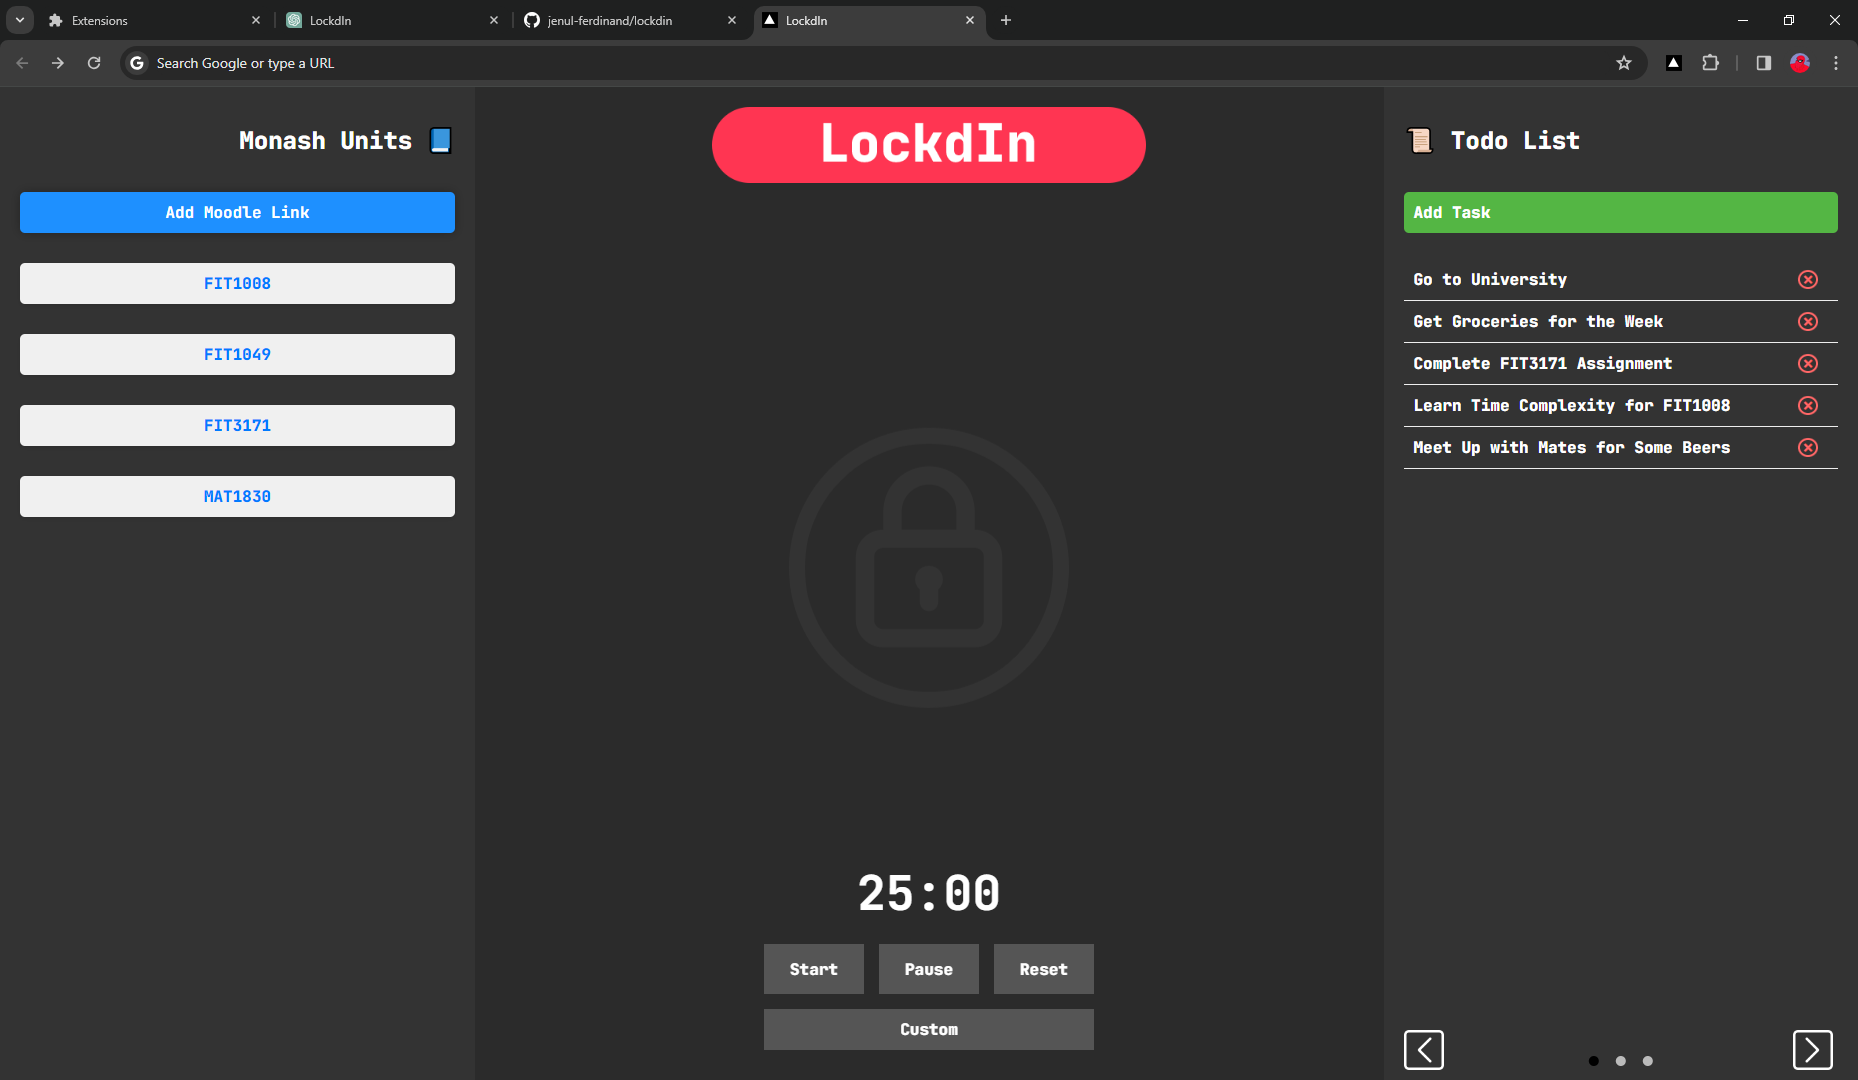 Extensions
LockdIn
jenul-ferdinand/lockdin
LockdIn
Search Google or type a URL
Monash Units
Add Moodle Link
FIT1008
FIT1049
FIT3171
MAT1830
LockdIn
25:00
Start
Pause
Reset
Custom
Todo List
Add Task
Go to University
Get Groceries for the Week
Complete FIT3171 Assignment
Learn Time Complexity for FIT1008
Meet Up with Mates for Some Beers